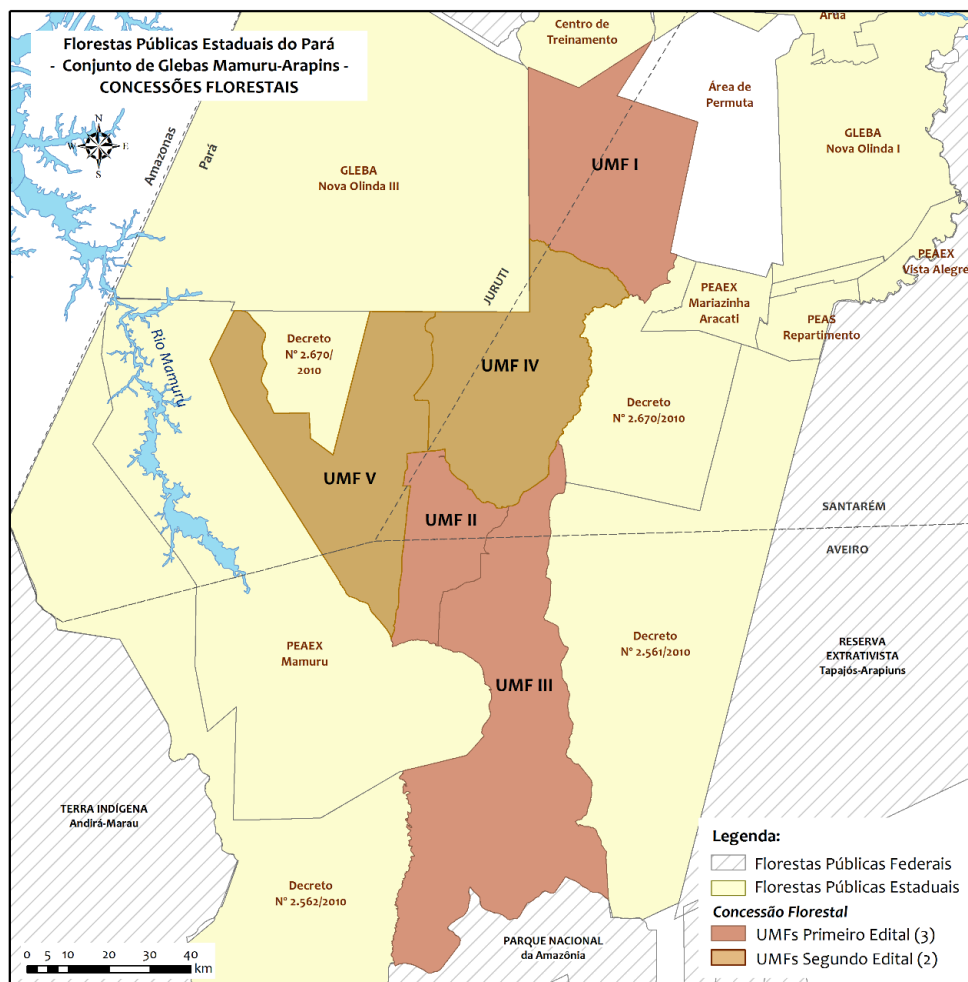 Florestas Públicas Estaduais do Pará
- Conjunto de Glebas Mamuru-Arapins -
CONCESSÕES FLORESTAIS
N
W
E
S
Amazonas
Pará
Centro de
Treinamento
Arua
Área de
Permuta
GLEBA
Nova Olinda I
GLEBA
Nova Olinda III
UMF I
JURUTI
PEAEX
Vista Alegre
PEAEX
Mariazinha
Aracati
PEAS
Repartimento
Rio Mamuru
Decreto
N° 2.670/
2010
UMF IV
Decreto
N° 2.670/2010
UMF V
UMF II
SANTARÉM
AVEIRO
PEAEX
Mamuru
Decreto
N° 2.561/2010
RESERVA
EXTRATIVISTA
Tapajós-Arapiuns
UMF III
TERRA INDÍGENA
Andirá-Marau
Decreto
N° 2.562/2010
PARQUE NACIONAL
da Amazônia
Legenda:
Florestas Públicas Federais
Florestas Públicas Estaduais
Concessão Florestal
UMFs Primeiro Edital (3)
UMFs Segundo Edital (2)
0 5 10 20 30 40
km